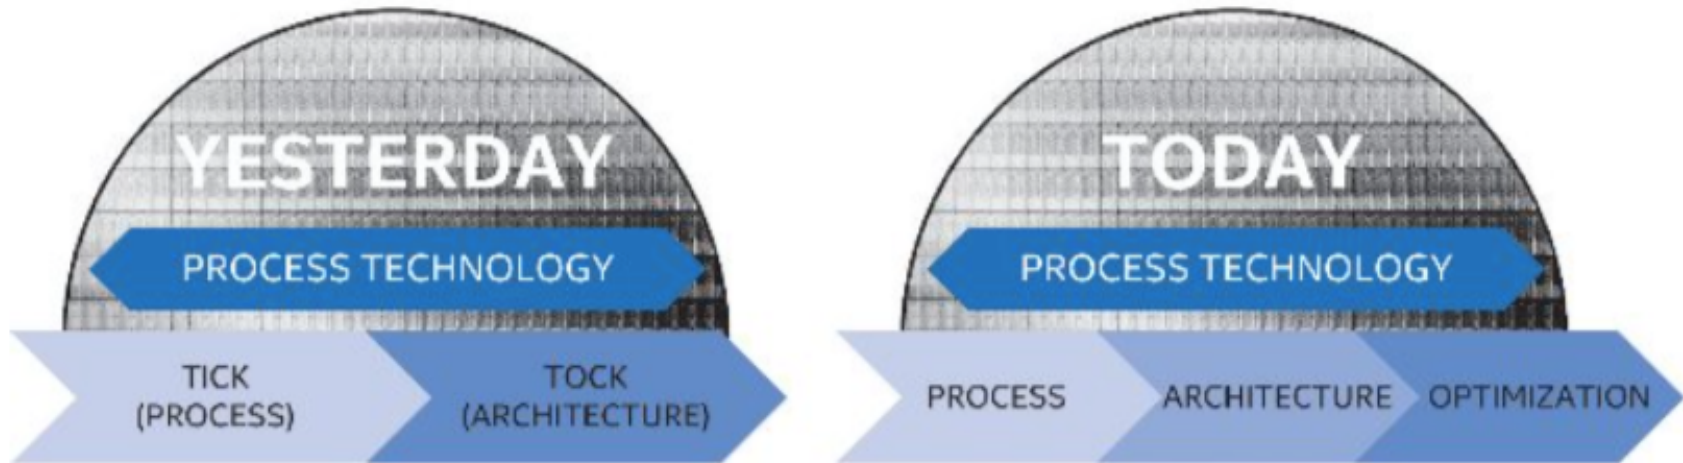 YESTERDAY
PROCESS TECHNOLOGY
TICK
(PROCESS)
TOCK
(ARCHITECTURE)
TODAY
PROCESS TECHNOLOGY
PROCESS
ARCHITECTURE
OPTIMIZATION